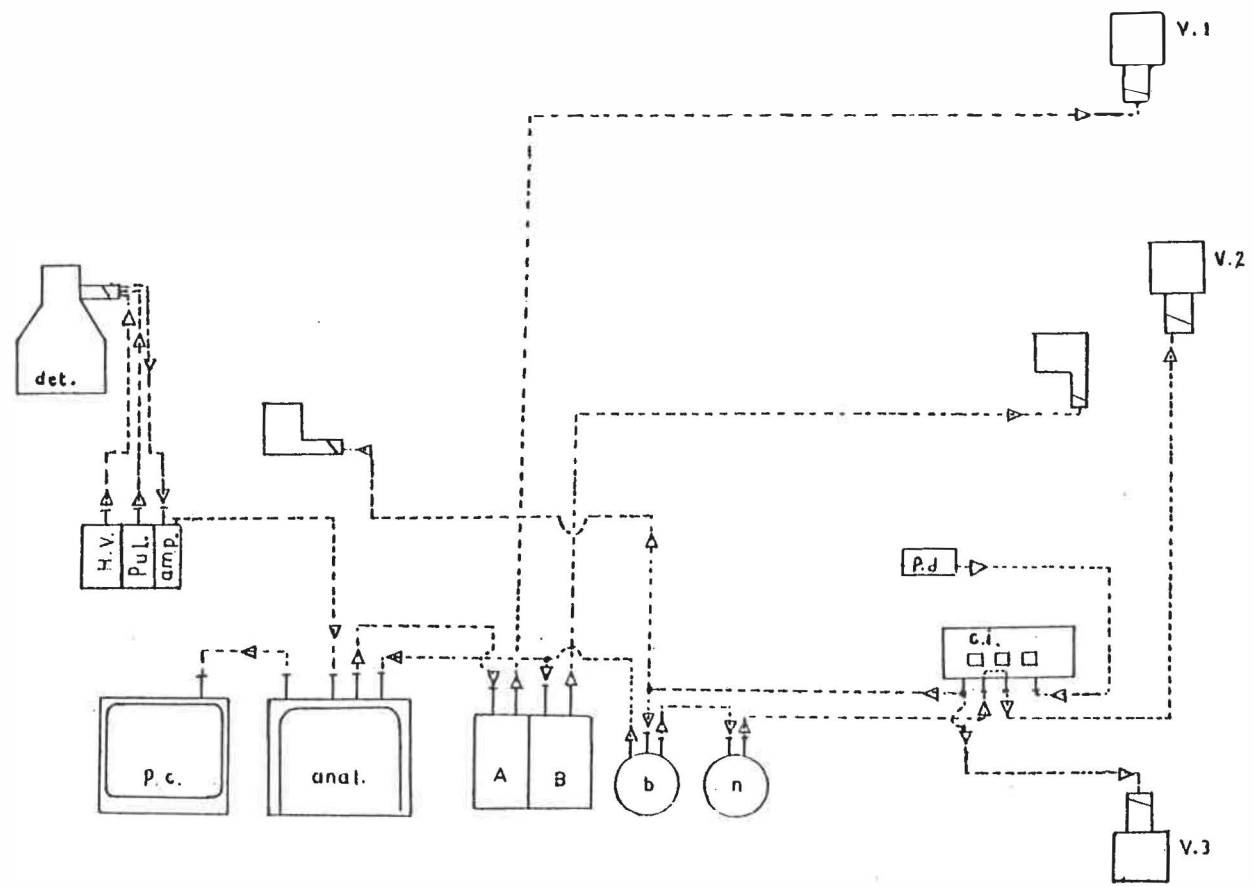 V.1
V.2
det.
H.V.
Pul.
amp.
P.d
c.i.
P.c.
anal.
A
B
b
n
V.3